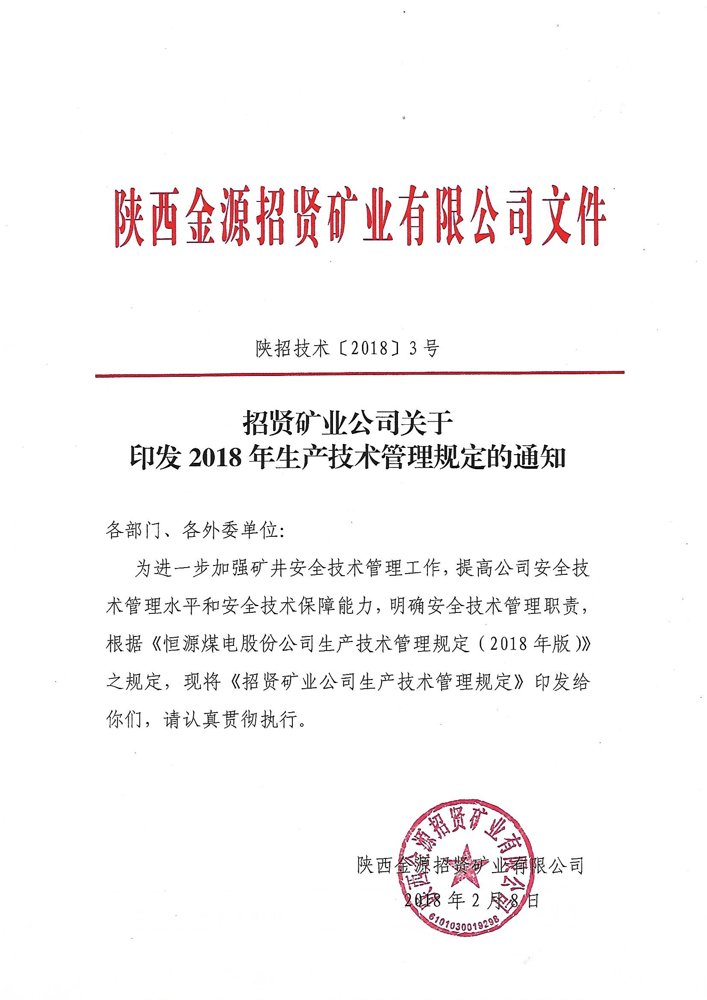 陕西金源招贤矿业有限公司文件
陕招技术〔2018〕3号
招贤矿业公司关于
印发2018年生产技术管理规定的通知
各部门、各外委单位:
为进一步加强矿井安全技术管理工作,提高公司安全技
术管理水平和安全技术保障能力,明确安全技术管理职责,
根据《恒源煤电股份公司生产技术管理规定(2018年版)》
之规定,现将《招贤矿业公司生产技术管理规定》印发给
你们,请认真贯彻执行。
陕西金源招贤矿业有限公司
陕西金源招贤矿业有限公司
2018年2月8日
6101030019298